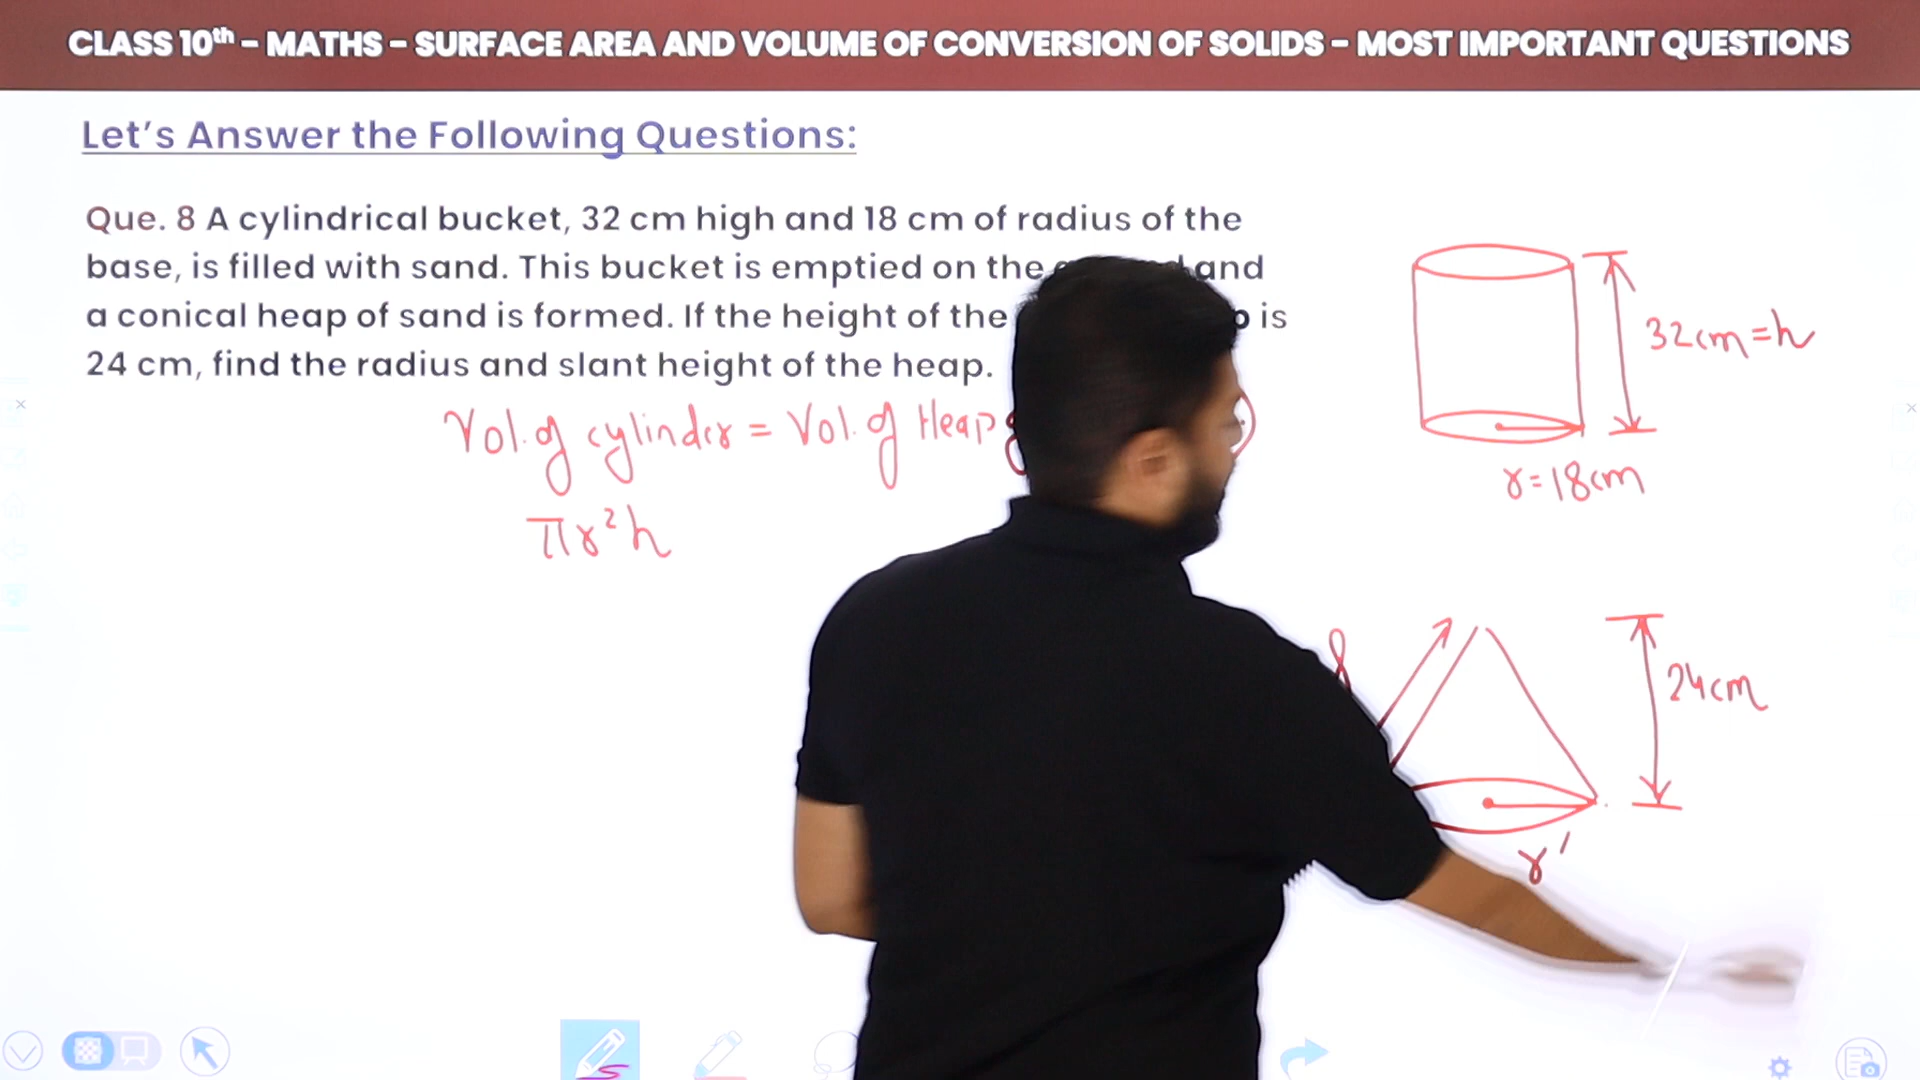 CLASS 10th - MATHS - SURFACE AREA AND VOLUME OF CONVERSION OF SOLIDS - MOST IMPORTANT QUESTIONS
Let's Answer the Following Questions:
Que. 8 A cylindrical bucket, 32 cm high and 18 cm of radius of the
base, is filled with sand. This bucket is emptied on the and
a conical heap of sand is formed. If the height of the is
24 cm, find the radius and slant height of the heap.
Vol. of cylinder = Vol. of Heap
πr²h
32cm=h
r=18cm
l
24cm
r'